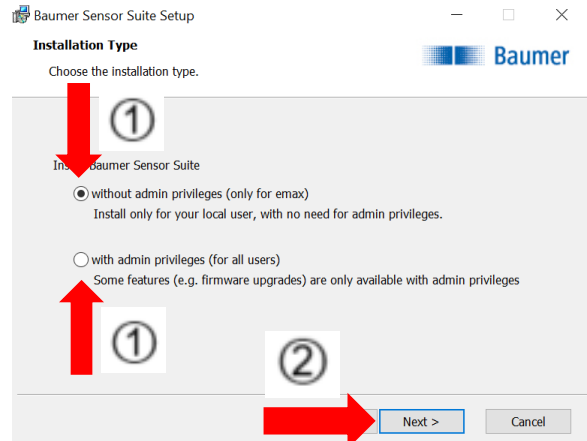 Baumer Sensor Suite Setup
Installation Type
Baumer
Choose the installation type.
①
Baumer Sensor Suite
without admin privileges (only for emax)
Install only for your local user, with no need for admin privileges.
with admin privileges (for all users)
Some features (e.g. firmware upgrades) are only available with admin privileges
①
②
Next >
Cancel